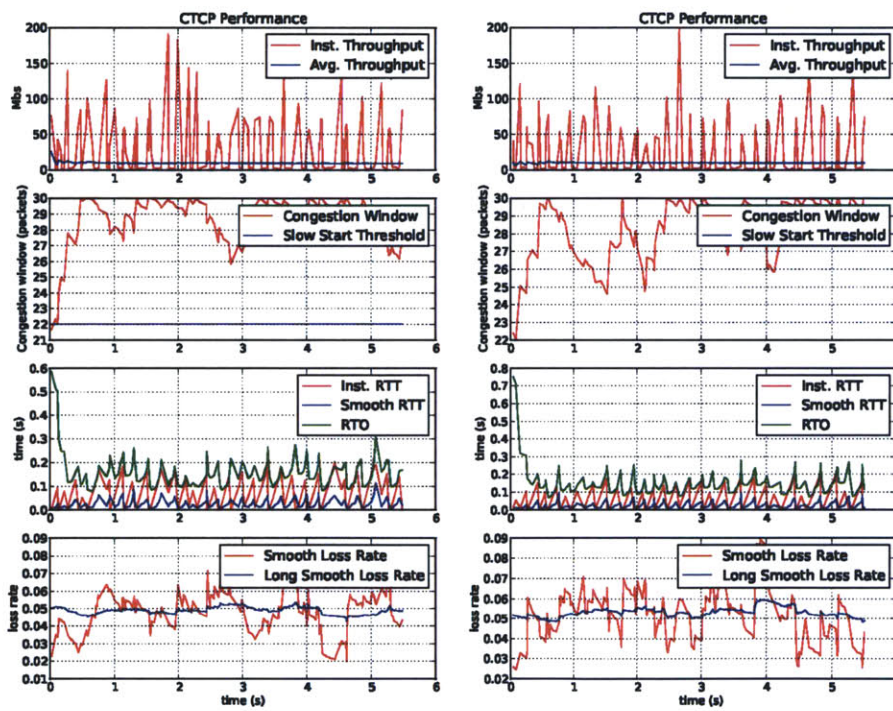 CTCP Performance
200
150
100
50
0
Mbs
Inst. Throughput
Avg. Throughput
0 1 2 3 4 5 6
30
29
28
27
26
25
24
23
22
21
Congestion window (packets)
Congestion Window
Slow Start Threshold
0 1 2 3 4 5 6
0.6
0.5
0.4
0.3
0.2
0.1
0.0
time (s)
Inst. RTT
Smooth RTT
RTO
0 1 2 3 4 5 6
0.09
0.08
0.07
0.06
0.05
0.04
0.03
0.02
0.01
loss rate
Smooth Loss Rate
Long Smooth Loss Rate
0 1 2 3 4 5 6
time (s)
CTCP Performance
200
150
100
50
0
Mbs
Inst. Throughput
Avg. Throughput
0 1 2 3 4 5 6
30
29
28
27
26
25
24
23
22
Congestion window (packets)
Congestion Window
Slow Start Threshold
0 1 2 3 4 5 6
0.8
0.7
0.6
0.5
0.4
0.3
0.2
0.1
0.0
time (s)
Inst. RTT
Smooth RTT
RTO
0 1 2 3 4 5 6
0.09
0.08
0.07
0.06
0.05
0.04
0.03
0.02
loss rate
Smooth Loss Rate
Long Smooth Loss Rate
0 1 2 3 4 5 6
time (s)